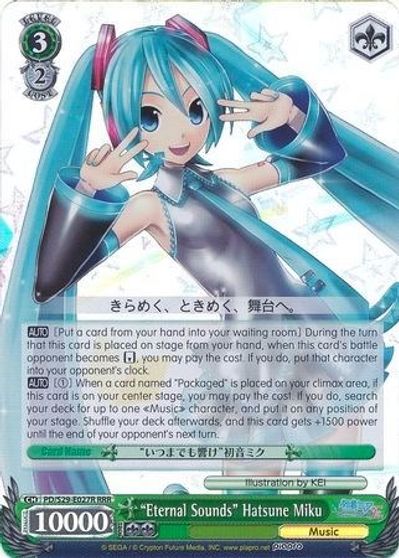 LEVEL
3
2
COST
きらめく、ときめく、舞台へ。
AUTO [Put a card from your hand into your waiting room] During the turn
that this card is placed on stage from your hand, when this card's battle
opponent becomes, you may pay the cost. If you do, put that character
into your opponent's clock.
AUTO [①] When a card named "Packaged" is placed on your climax area, if
this card is on your center stage, you may pay the cost. If you do, search
your deck for up to one <Music> character, and put it on any position of
your stage. Shuffle your deck afterwards, and this card gets +1500 power
until the end of your opponent's next turn.
Card Name
"いつまでも響け"初音ミク
Illustration by KEI
CH PD/S29-E027R RRR
POWER 10000
"Eternal Sounds" Hatsune Miku
Music
© SEGA / © Crypton Future Media, INC. www.piapro.net piapro